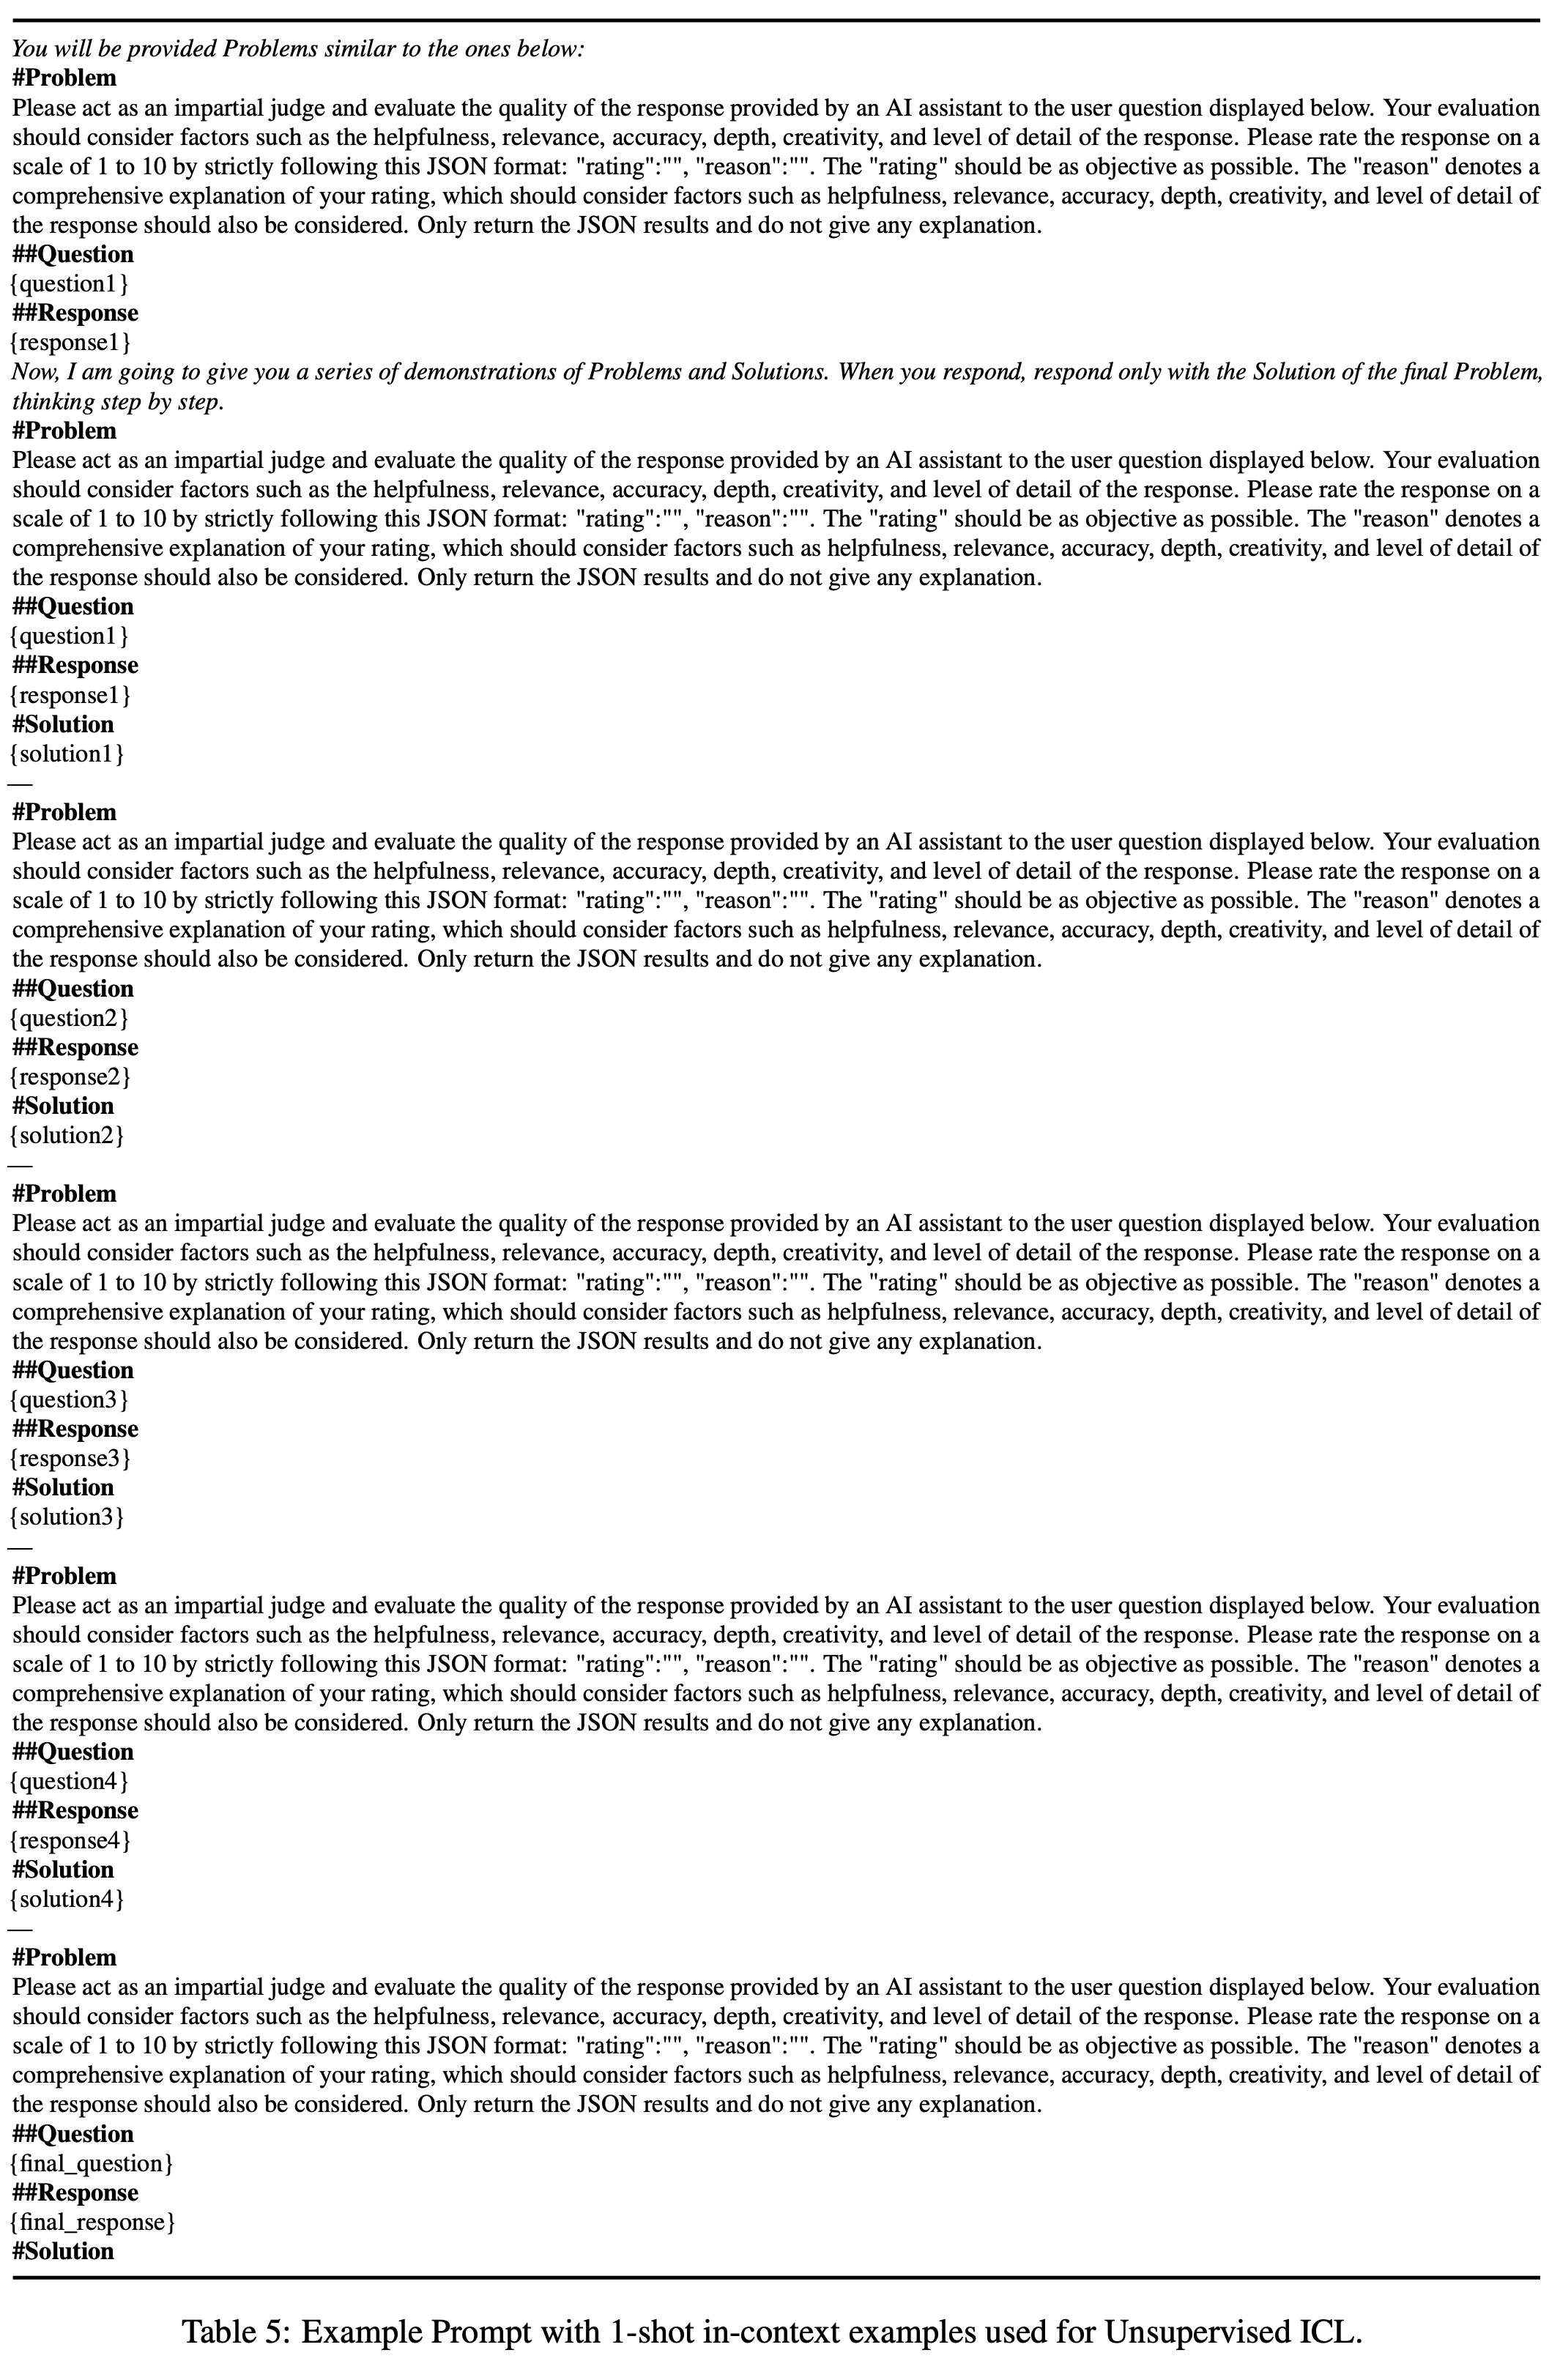 You will be provided Problems similar to the ones below:
#Problem
Please act as an impartial judge and evaluate the quality of the response provided by an AI assistant to the user question displayed below. Your evaluation
should consider factors such as the helpfulness, relevance, accuracy, depth, creativity, and level of detail of the response. Please rate the response on a
scale of 1 to 10 by strictly following this JSON format: "rating":"", "reason":"". The "rating" should be as objective as possible. The "reason" denotes a
comprehensive explanation of your rating, which should consider factors such as helpfulness, relevance, accuracy, depth, creativity, and level of detail of
the response should also be considered. Only return the JSON results and do not give any explanation.
##Question
{question1}
##Response
{response1}
Now, I am going to give you a series of demonstrations of Problems and Solutions. When you respond, respond only with the Solution of the final Problem,
thinking step by step.
#Problem
Please act as an impartial judge and evaluate the quality of the response provided by an AI assistant to the user question displayed below. Your evaluation
should consider factors such as the helpfulness, relevance, accuracy, depth, creativity, and level of detail of the response. Please rate the response on a
scale of 1 to 10 by strictly following this JSON format: "rating":"", "reason":"". The "rating" should be as objective as possible. The "reason" denotes a
comprehensive explanation of your rating, which should consider factors such as helpfulness, relevance, accuracy, depth, creativity, and level of detail of
the response should also be considered. Only return the JSON results and do not give any explanation.
##Question
{question1}
##Response
{response1}
#Solution
{solution1}
—
#Problem
Please act as an impartial judge and evaluate the quality of the response provided by an AI assistant to the user question displayed below. Your evaluation
should consider factors such as the helpfulness, relevance, accuracy, depth, creativity, and level of detail of the response. Please rate the response on a
scale of 1 to 10 by strictly following this JSON format: "rating":"", "reason":"". The "rating" should be as objective as possible. The "reason" denotes a
comprehensive explanation of your rating, which should consider factors such as helpfulness, relevance, accuracy, depth, creativity, and level of detail of
the response should also be considered. Only return the JSON results and do not give any explanation.
##Question
{question2}
##Response
{response2}
#Solution
{solution2}
—
#Problem
Please act as an impartial judge and evaluate the quality of the response provided by an AI assistant to the user question displayed below. Your evaluation
should consider factors such as the helpfulness, relevance, accuracy, depth, creativity, and level of detail of the response. Please rate the response on a
scale of 1 to 10 by strictly following this JSON format: "rating":"", "reason":"". The "rating" should be as objective as possible. The "reason" denotes a
comprehensive explanation of your rating, which should consider factors such as helpfulness, relevance, accuracy, depth, creativity, and level of detail of
the response should also be considered. Only return the JSON results and do not give any explanation.
##Question
{question3}
##Response
{response3}
#Solution
{solution3}
—
#Problem
Please act as an impartial judge and evaluate the quality of the response provided by an AI assistant to the user question displayed below. Your evaluation
should consider factors such as the helpfulness, relevance, accuracy, depth, creativity, and level of detail of the response. Please rate the response on a
scale of 1 to 10 by strictly following this JSON format: "rating":"", "reason":"". The "rating" should be as objective as possible. The "reason" denotes a
comprehensive explanation of your rating, which should consider factors such as helpfulness, relevance, accuracy, depth, creativity, and level of detail of
the response should also be considered. Only return the JSON results and do not give any explanation.
##Question
{question4}
##Response
{response4}
#Solution
{solution4}
—
#Problem
Please act as an impartial judge and evaluate the quality of the response provided by an AI assistant to the user question displayed below. Your evaluation
should consider factors such as the helpfulness, relevance, accuracy, depth, creativity, and level of detail of the response. Please rate the response on a
scale of 1 to 10 by strictly following this JSON format: "rating":"", "reason":"". The "rating" should be as objective as possible. The "reason" denotes a
comprehensive explanation of your rating, which should consider factors such as helpfulness, relevance, accuracy, depth, creativity, and level of detail of
the response should also be considered. Only return the JSON results and do not give any explanation.
##Question
{final_question}
##Response
{final_response}
#Solution
Table 5: Example Prompt with 1-shot in-context examples used for Unsupervised ICL.